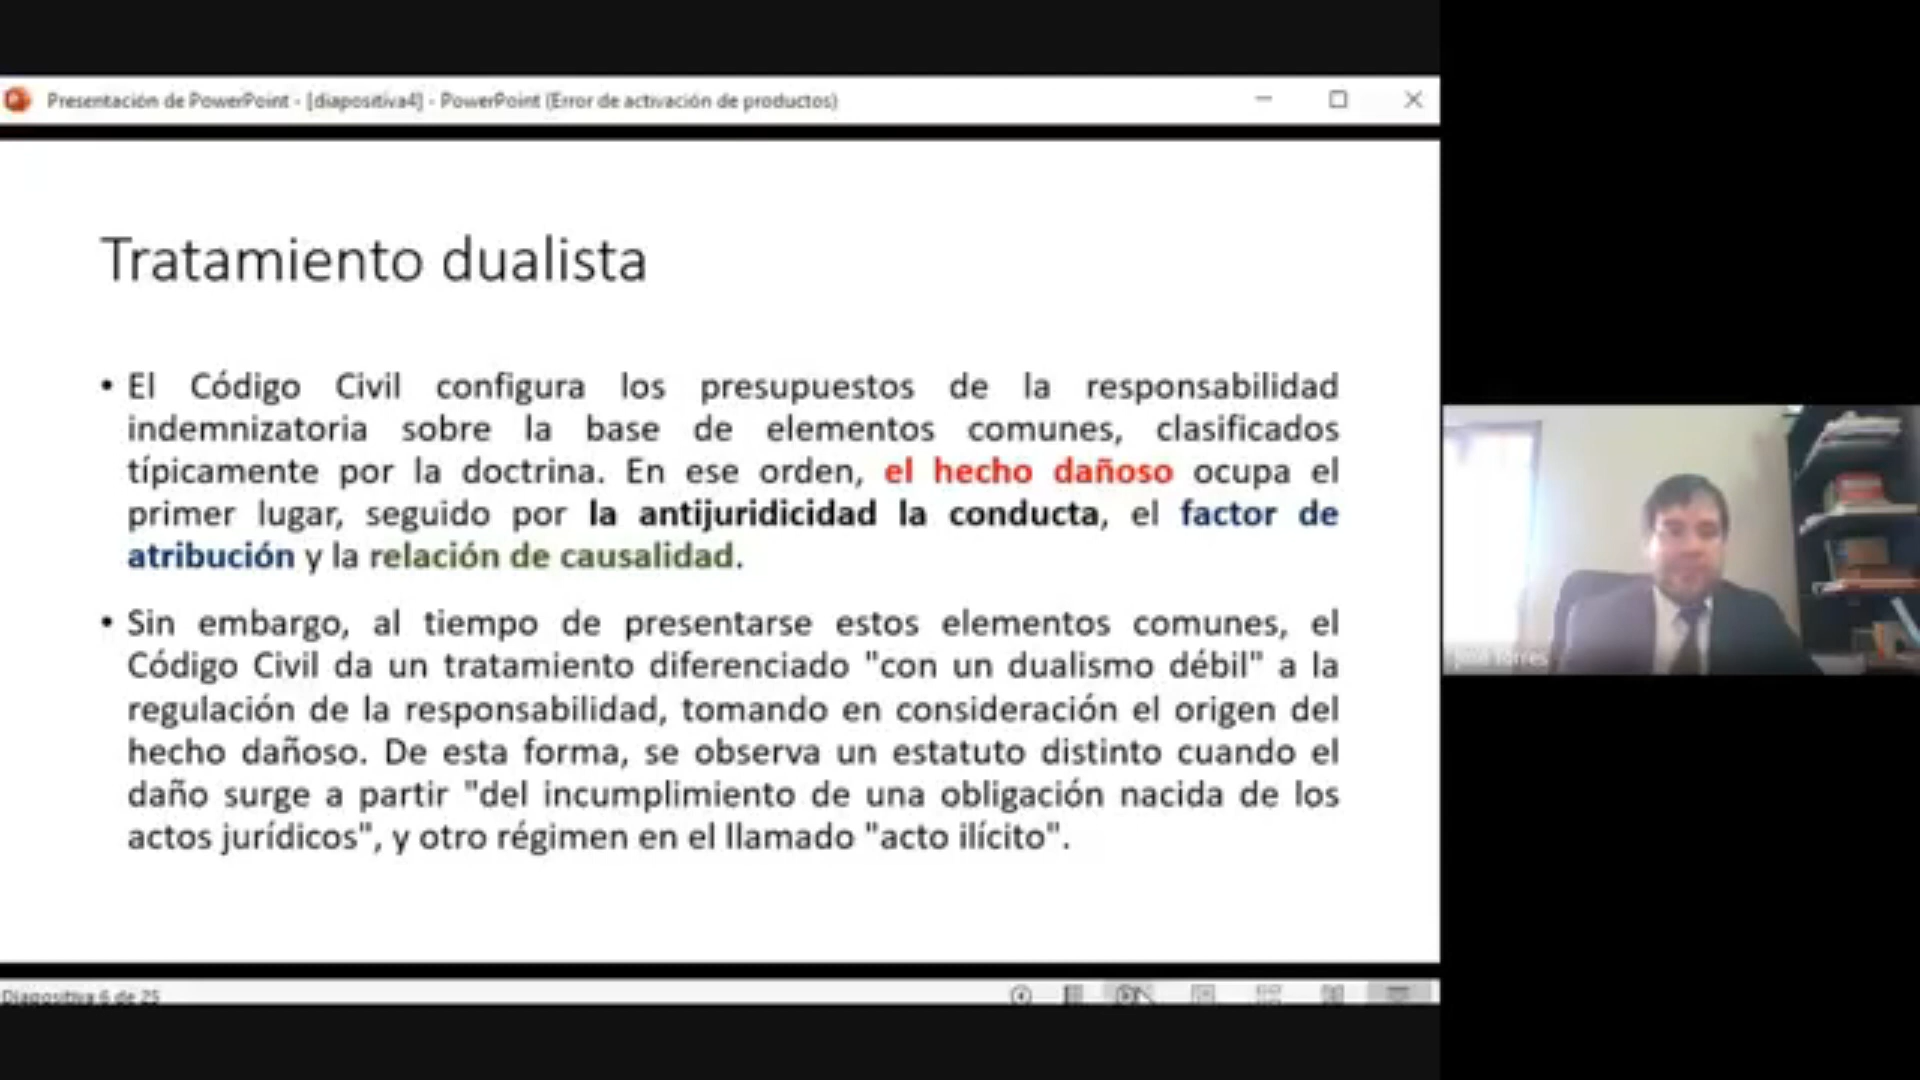 Presentación de PowerPoint - [diapositiva4] - PowerPoint (Error de activación de productos)
Tratamiento dualista
• El Código Civil configura los presupuestos de la responsabilidad
indemnizatoria sobre la base de elementos comunes, clasificados
típicamente por la doctrina. En ese orden, el hecho dañoso ocupa el
primer lugar, seguido por la antijuridicidad la conducta, el factor de
atribución y la relación de causalidad.
• Sin embargo, al tiempo de presentarse estos elementos comunes, el
Código Civil da un tratamiento diferenciado "con un dualismo débil" a la
regulación de la responsabilidad, tomando en consideración el origen del
hecho dañoso. De esta forma, se observa un estatuto distinto cuando el
daño surge a partir "del incumplimiento de una obligación nacida de los
actos jurídicos", y otro régimen en el llamado "acto ilícito".
Torres
Diapositiva 6 de 25